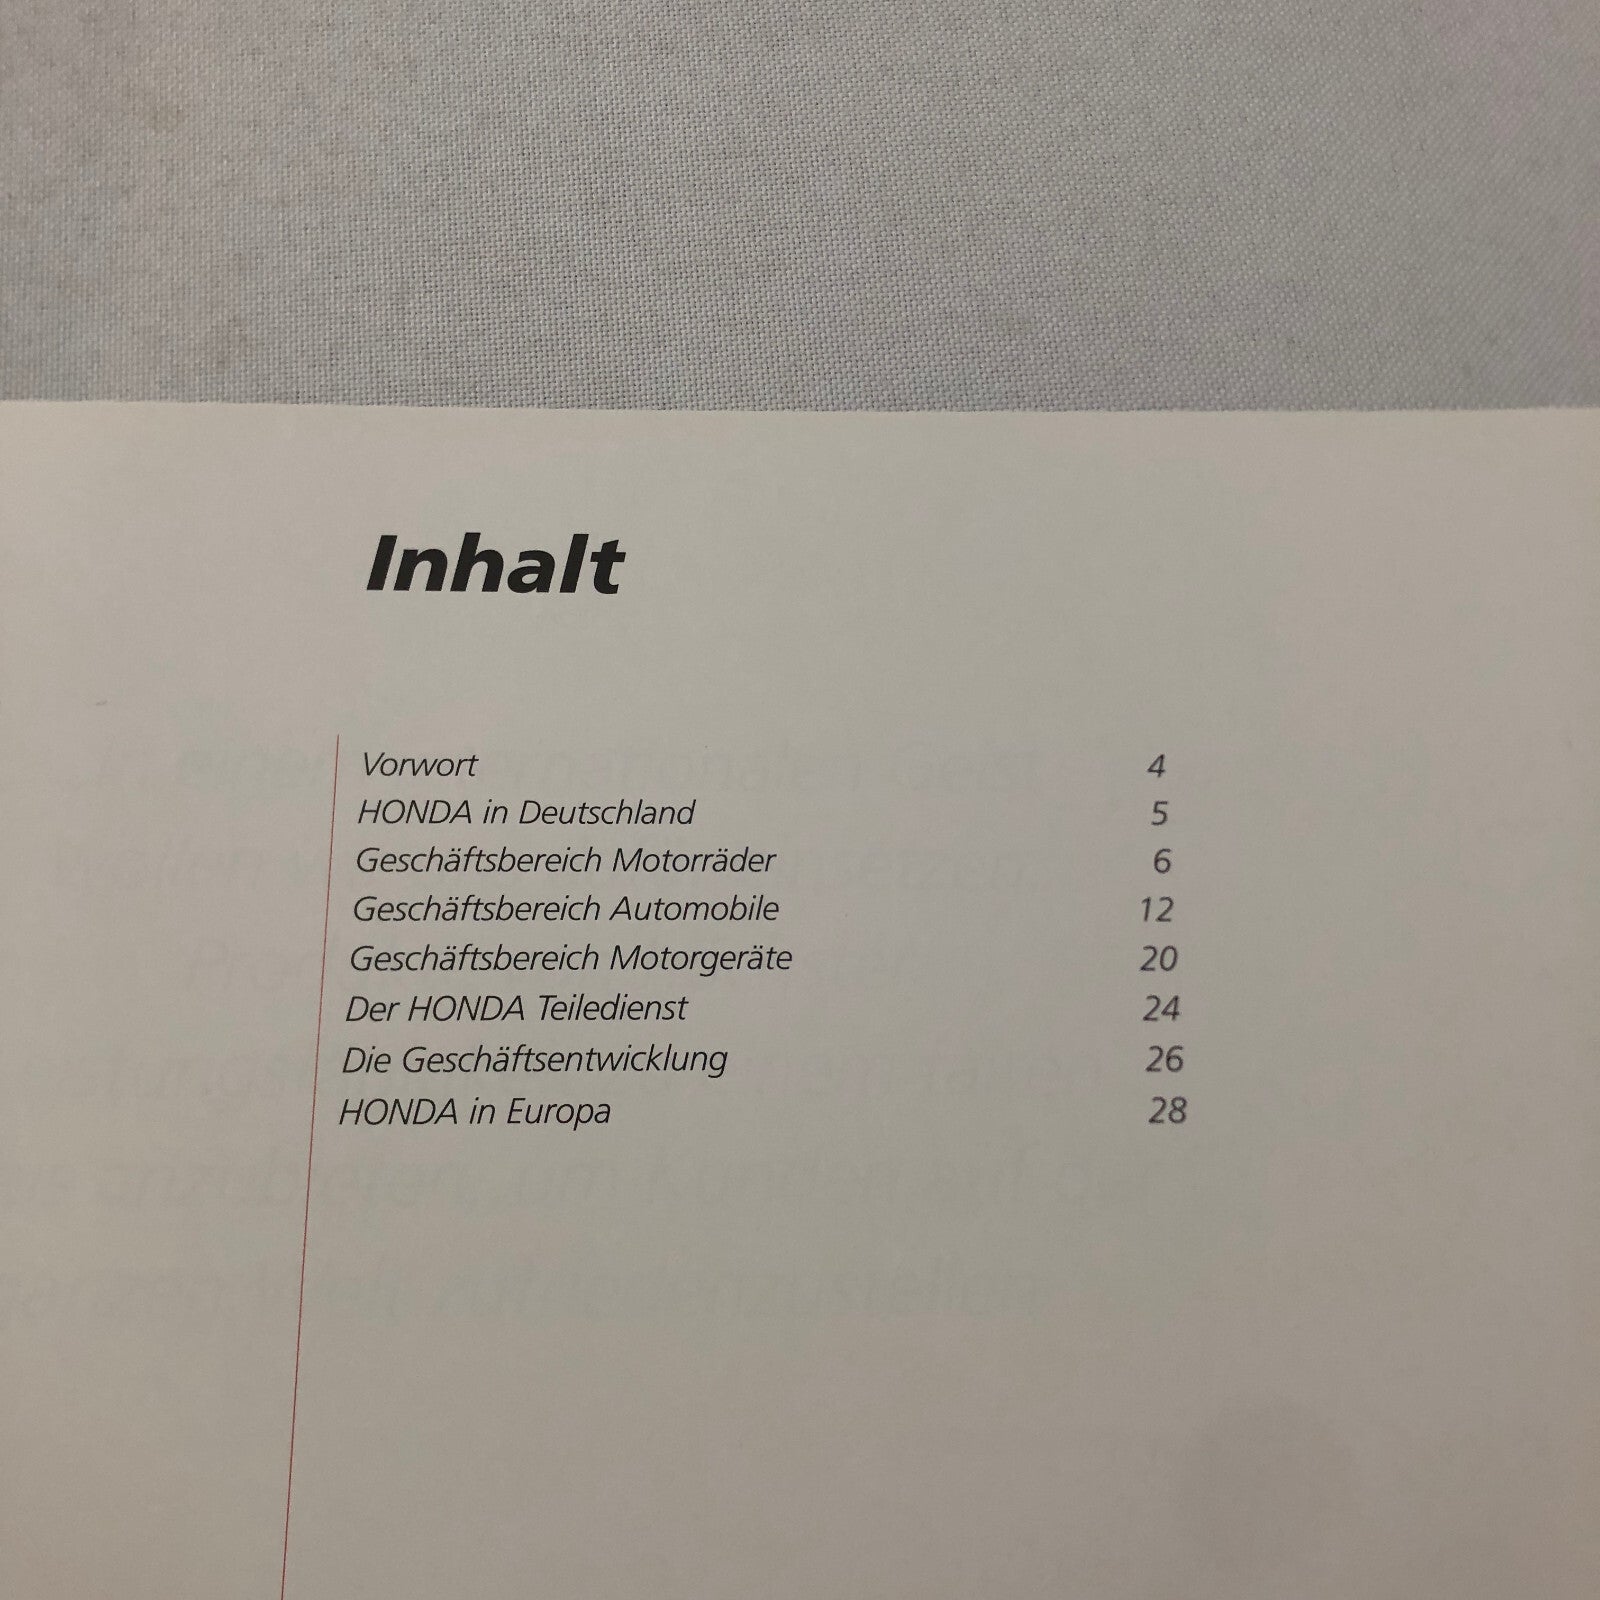 Inhalt
Vorwort 4
HONDA in Deutschland 5
Geschäftsbereich Motorräder 6
Geschäftsbereich Automobile 12
Geschäftsbereich Motorgeräte 20
Der HONDA Teiledienst 24
Die Geschäftsentwicklung 26
HONDA in Europa 28